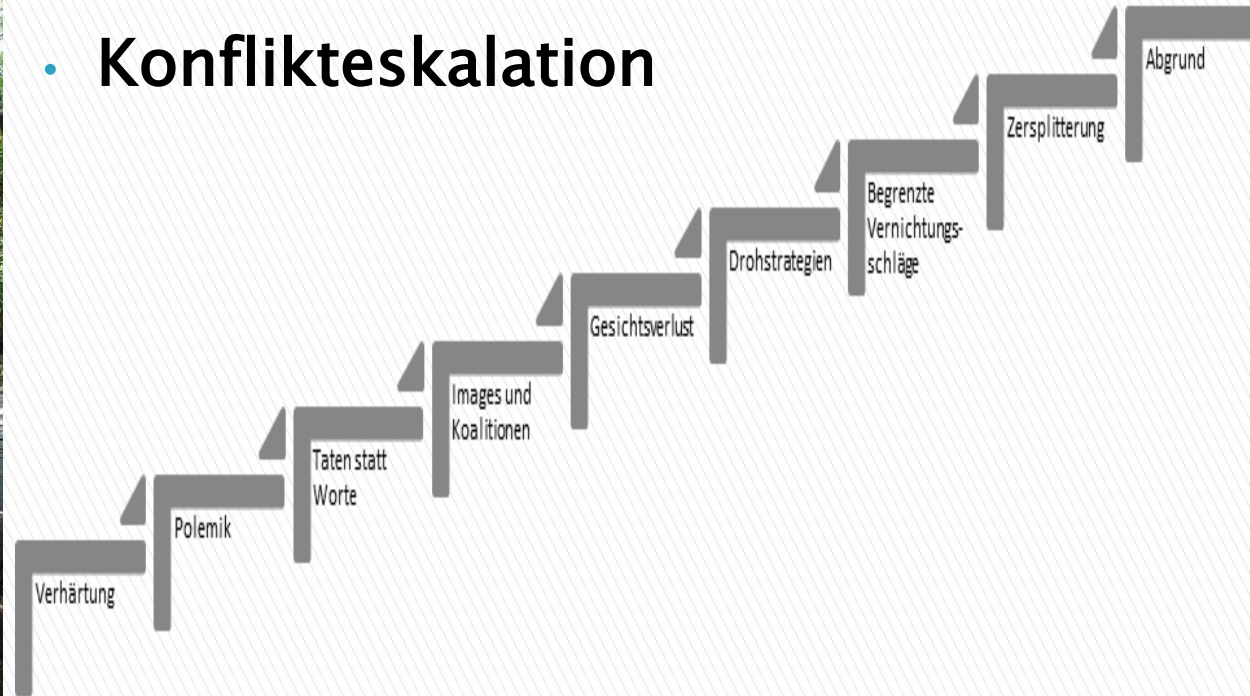 • Konflikteskalation
Verhärtung
Polemik
Taten statt
Worte
Images und
Koalitionen
Gesichtsverlust
Drohstrategien
Begrenzte
Vernichtungs-
schläge
Zersplitterung
Abgrund